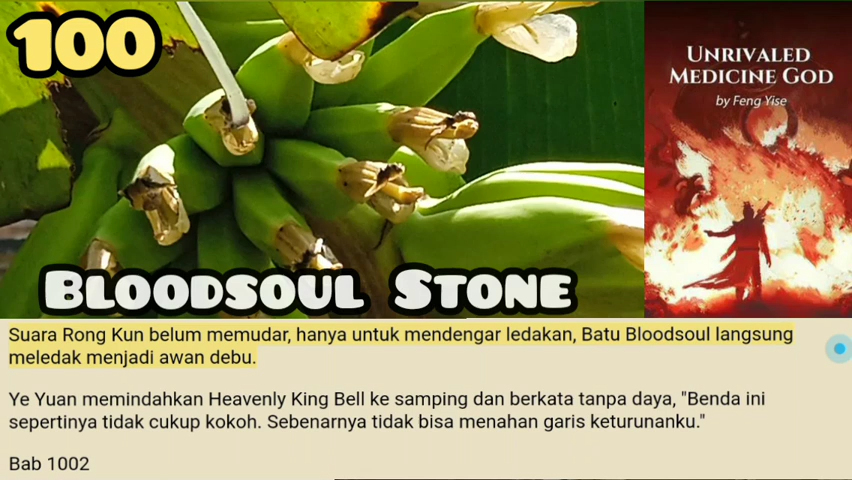 100
UNRIVALED
MEDICINE GOD
by Feng Yise
BLOODSOUL STONE
Suara Rong Kun belum memudar, hanya untuk mendengar ledakan, Batu Bloodsoul langsung
meledak menjadi awan debu.
Ye Yuan memindahkan Heavenly King Bell ke samping dan berkata tanpa daya, "Benda ini
sepertinya tidak cukup kokoh. Sebenarnya tidak bisa menahan garis keturunanku."
Bab 1002